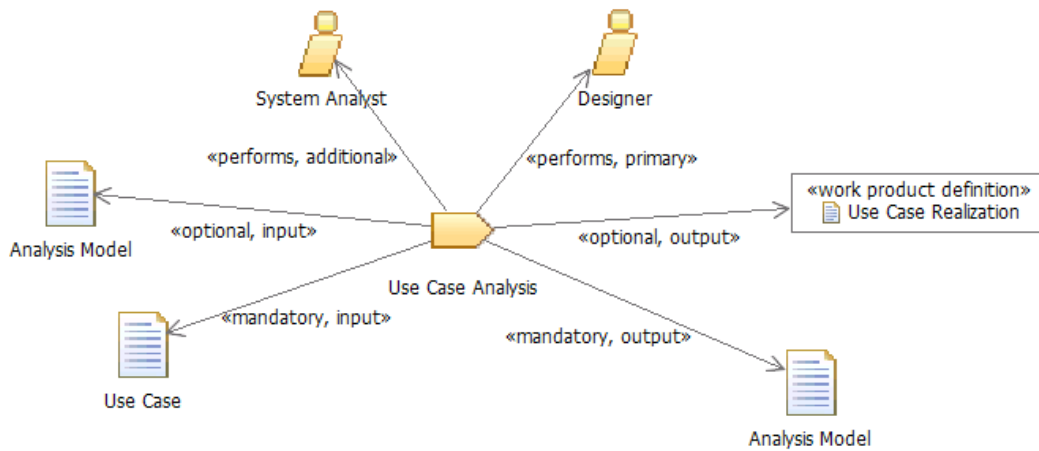 System Analyst
Designer
«performs, additional»
«performs, primary»
«work product definition»
Use Case Realization
Analysis Model
«optional, input»
«optional, output»
Use Case Analysis
«mandatory, input»
«mandatory, output»
Use Case
Analysis Model